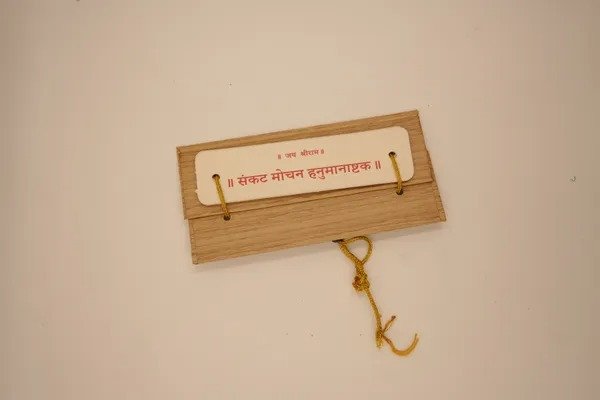 ॥ जय श्रीराम ॥
॥ संकट मोचन हनुमानाष्टक ॥